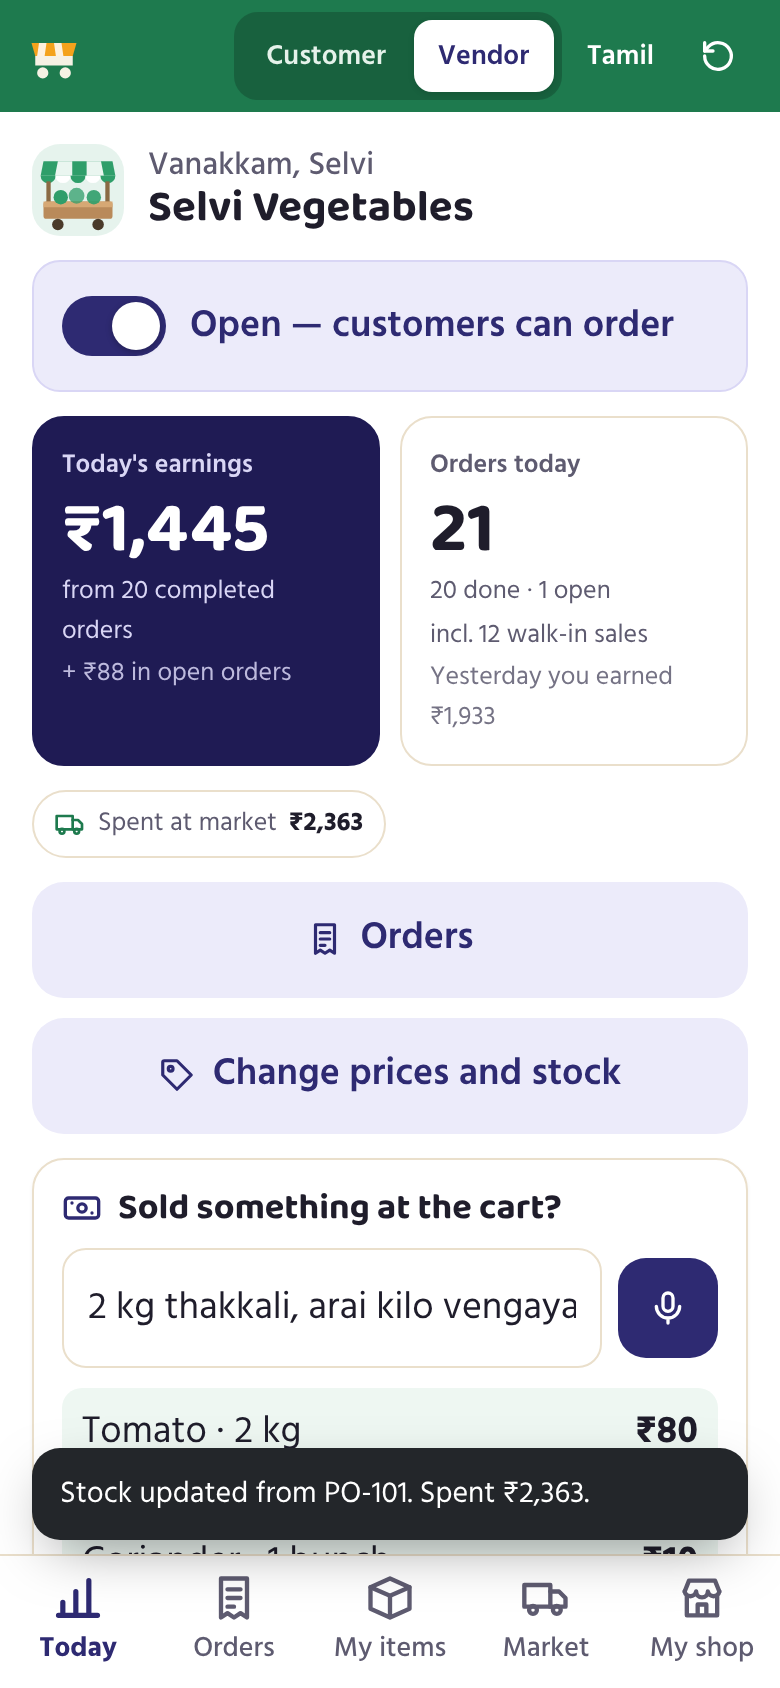 Customer
Vendor
Tamil
Vanakkam, Selvi
Selvi Vegetables
Open — customers can order
Today's earnings
₹1,445
from 20 completed
orders
+ ₹88 in open orders
Orders today
21
20 done · 1 open
incl. 12 walk-in sales
Yesterday you earned
₹1,933
Spent at market ₹2,363
Orders
Change prices and stock
Sold something at the cart?
2 kg thakkali, arai kilo vengaya
Tomato · 2 kg ₹80
Stock updated from PO-101. Spent ₹2,363.
Coriander · 1 bunch ₹10
Today
Orders
My items
Market
My shop